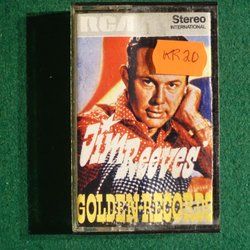 RCA
Stereo
INTERNATIONAL
KR 20
Jim Reeves'
GOLDEN RECORDS